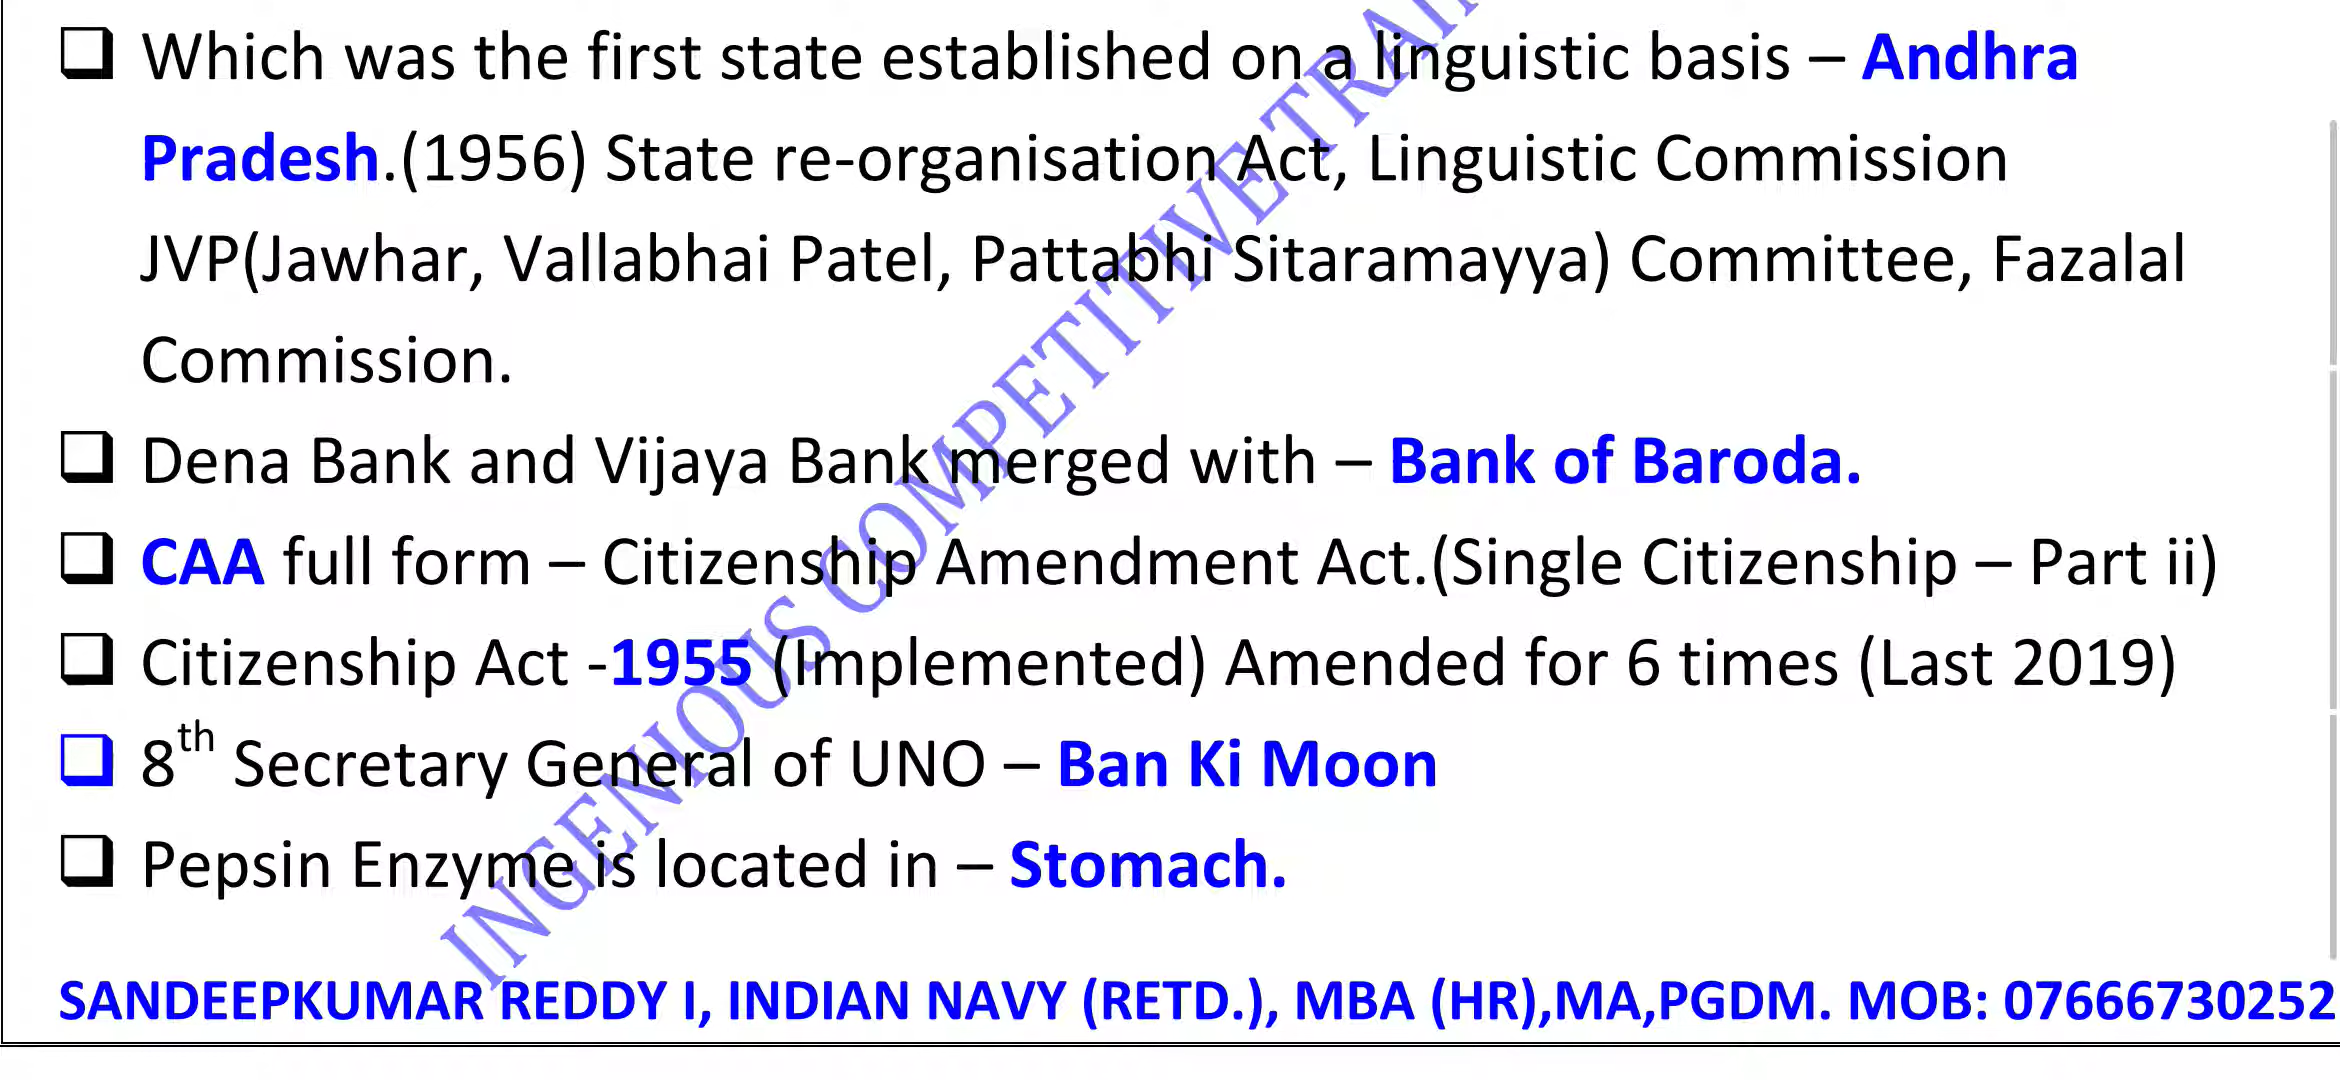 ❑ Which was the first state established on a linguistic basis – Andhra
Pradesh.(1956) State re-organisation Act, Linguistic Commission
JVP(Jawhar, Vallabhai Patel, Pattabhi Sitaramayya) Committee, Fazalal
Commission.
❑ Dena Bank and Vijaya Bank merged with – Bank of Baroda.
❑ CAA full form – Citizenship Amendment Act.(Single Citizenship – Part ii)
❑ Citizenship Act -1955 (Implemented) Amended for 6 times (Last 2019)
❑ 8th Secretary General of UNO – Ban Ki Moon
❑ Pepsin Enzyme is located in – Stomach.
INGENIOUS COMPETITIVE
SANDEEPKUMAR REDDY I, INDIAN NAVY (RETD.), MBA (HR),MA,PGDM. MOB: 07666730252